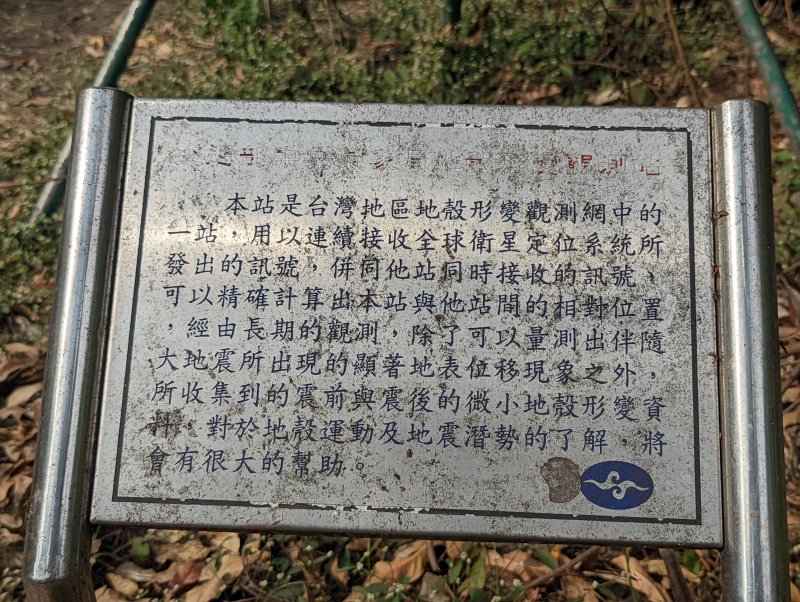 觀測站
本站是台灣地區地殼形變觀測網中的
一站，用以連續接收全球衛星定位系統所
發出的訊號，併同他站同時接收的訊號、
可以精確計算出本站與他站間的相對位置
，經由長期的觀測，除了可以量測出伴隨
大地震所出現的顯著地表位移現象之外，
所收集到的震前與震後的微小地殼形變資
料，對於地殼運動及地震潛勢的了解，將
會有很大的幫助。